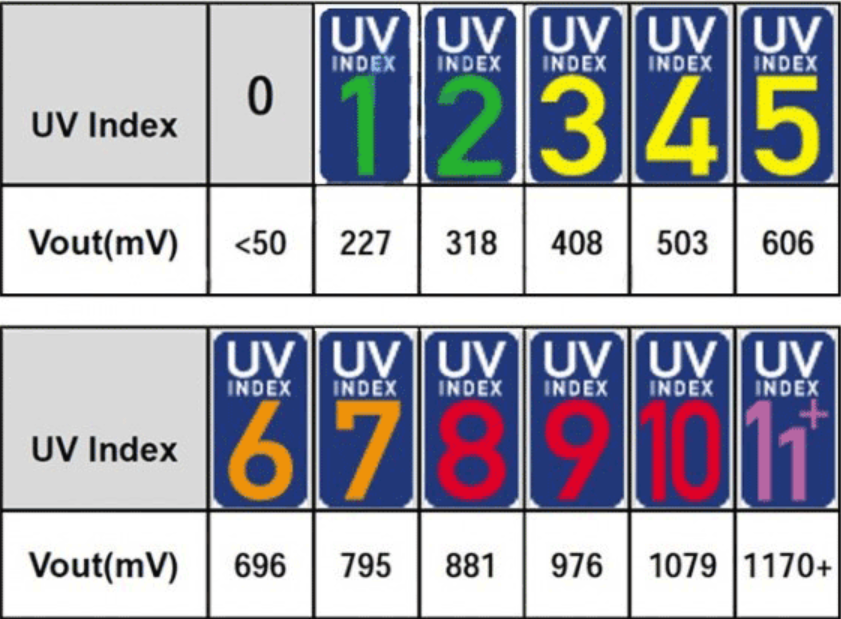 UV Index 0 UV INDEX 1 UV INDEX 2 UV INDEX 3 UV INDEX 4 UV INDEX 5
Vout(mV) <50 227 318 408 503 606
UV Index UV INDEX 6 UV INDEX 7 UV INDEX 8 UV INDEX 9 UV INDEX 10 UV INDEX 11+
Vout(mV) 696 795 881 976 1079 1170+